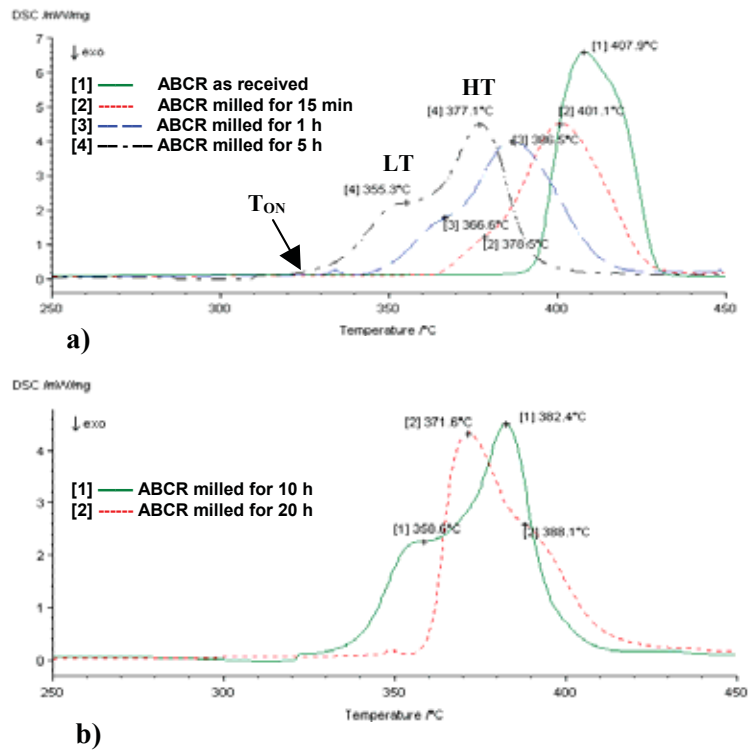 DSC /mW/mg
7
↓ exo
[1] ABCR as received
[2] ABCR milled for 15 min
[3] ABCR milled for 1 h
[4] ABCR milled for 5 h
[1] 407.9°C
HT
[4] 377.1°C
[2] 401.1°C
[3] 386.5°C
6
5
4
LT
[4] 355.3°C
3
TON
[3] 366.6°C
[2] 378.6°C
2
1
0
250 300 350 400 450
Temperature /°C
a)
DSC /mW/mg
↓ exo
[2] 371.6°C
[1] 382.4°C
4
[1] ABCR milled for 10 h
[2] ABCR milled for 20 h
3
[1] 358.6°C
[2] 388.1°C
2
1
0
250 300 350 400 450
Temperature /°C
b)